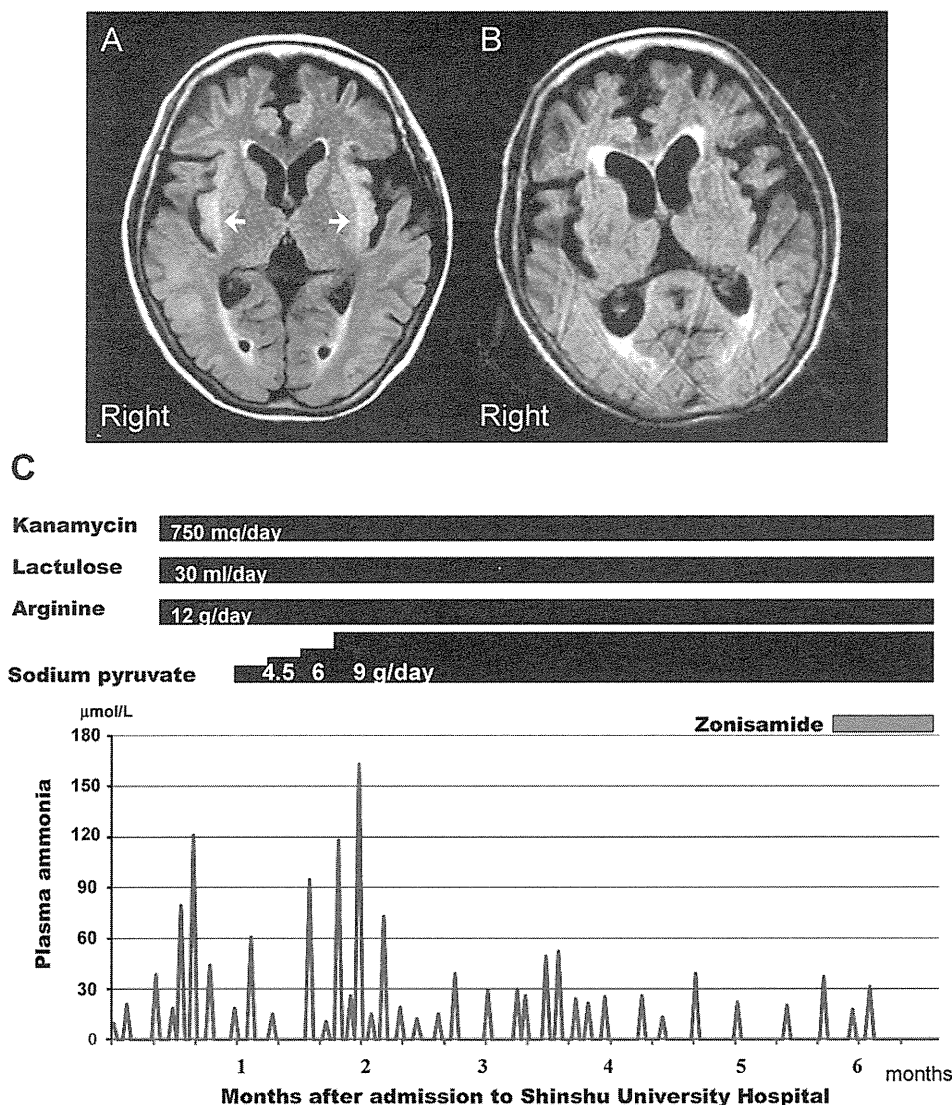 A
B
Right
Right
C
Kanamycin 750 mg/day
Lactulose 30 ml/day
Arginine 12 g/day
Sodium pyruvate 4.5 6 9 g/day
μmol/L
Zonisamide
180
150
120
90
60
30
0
Plasma ammonia
1 2 3 4 5 6 months
Months after admission to Shinshu University Hospital